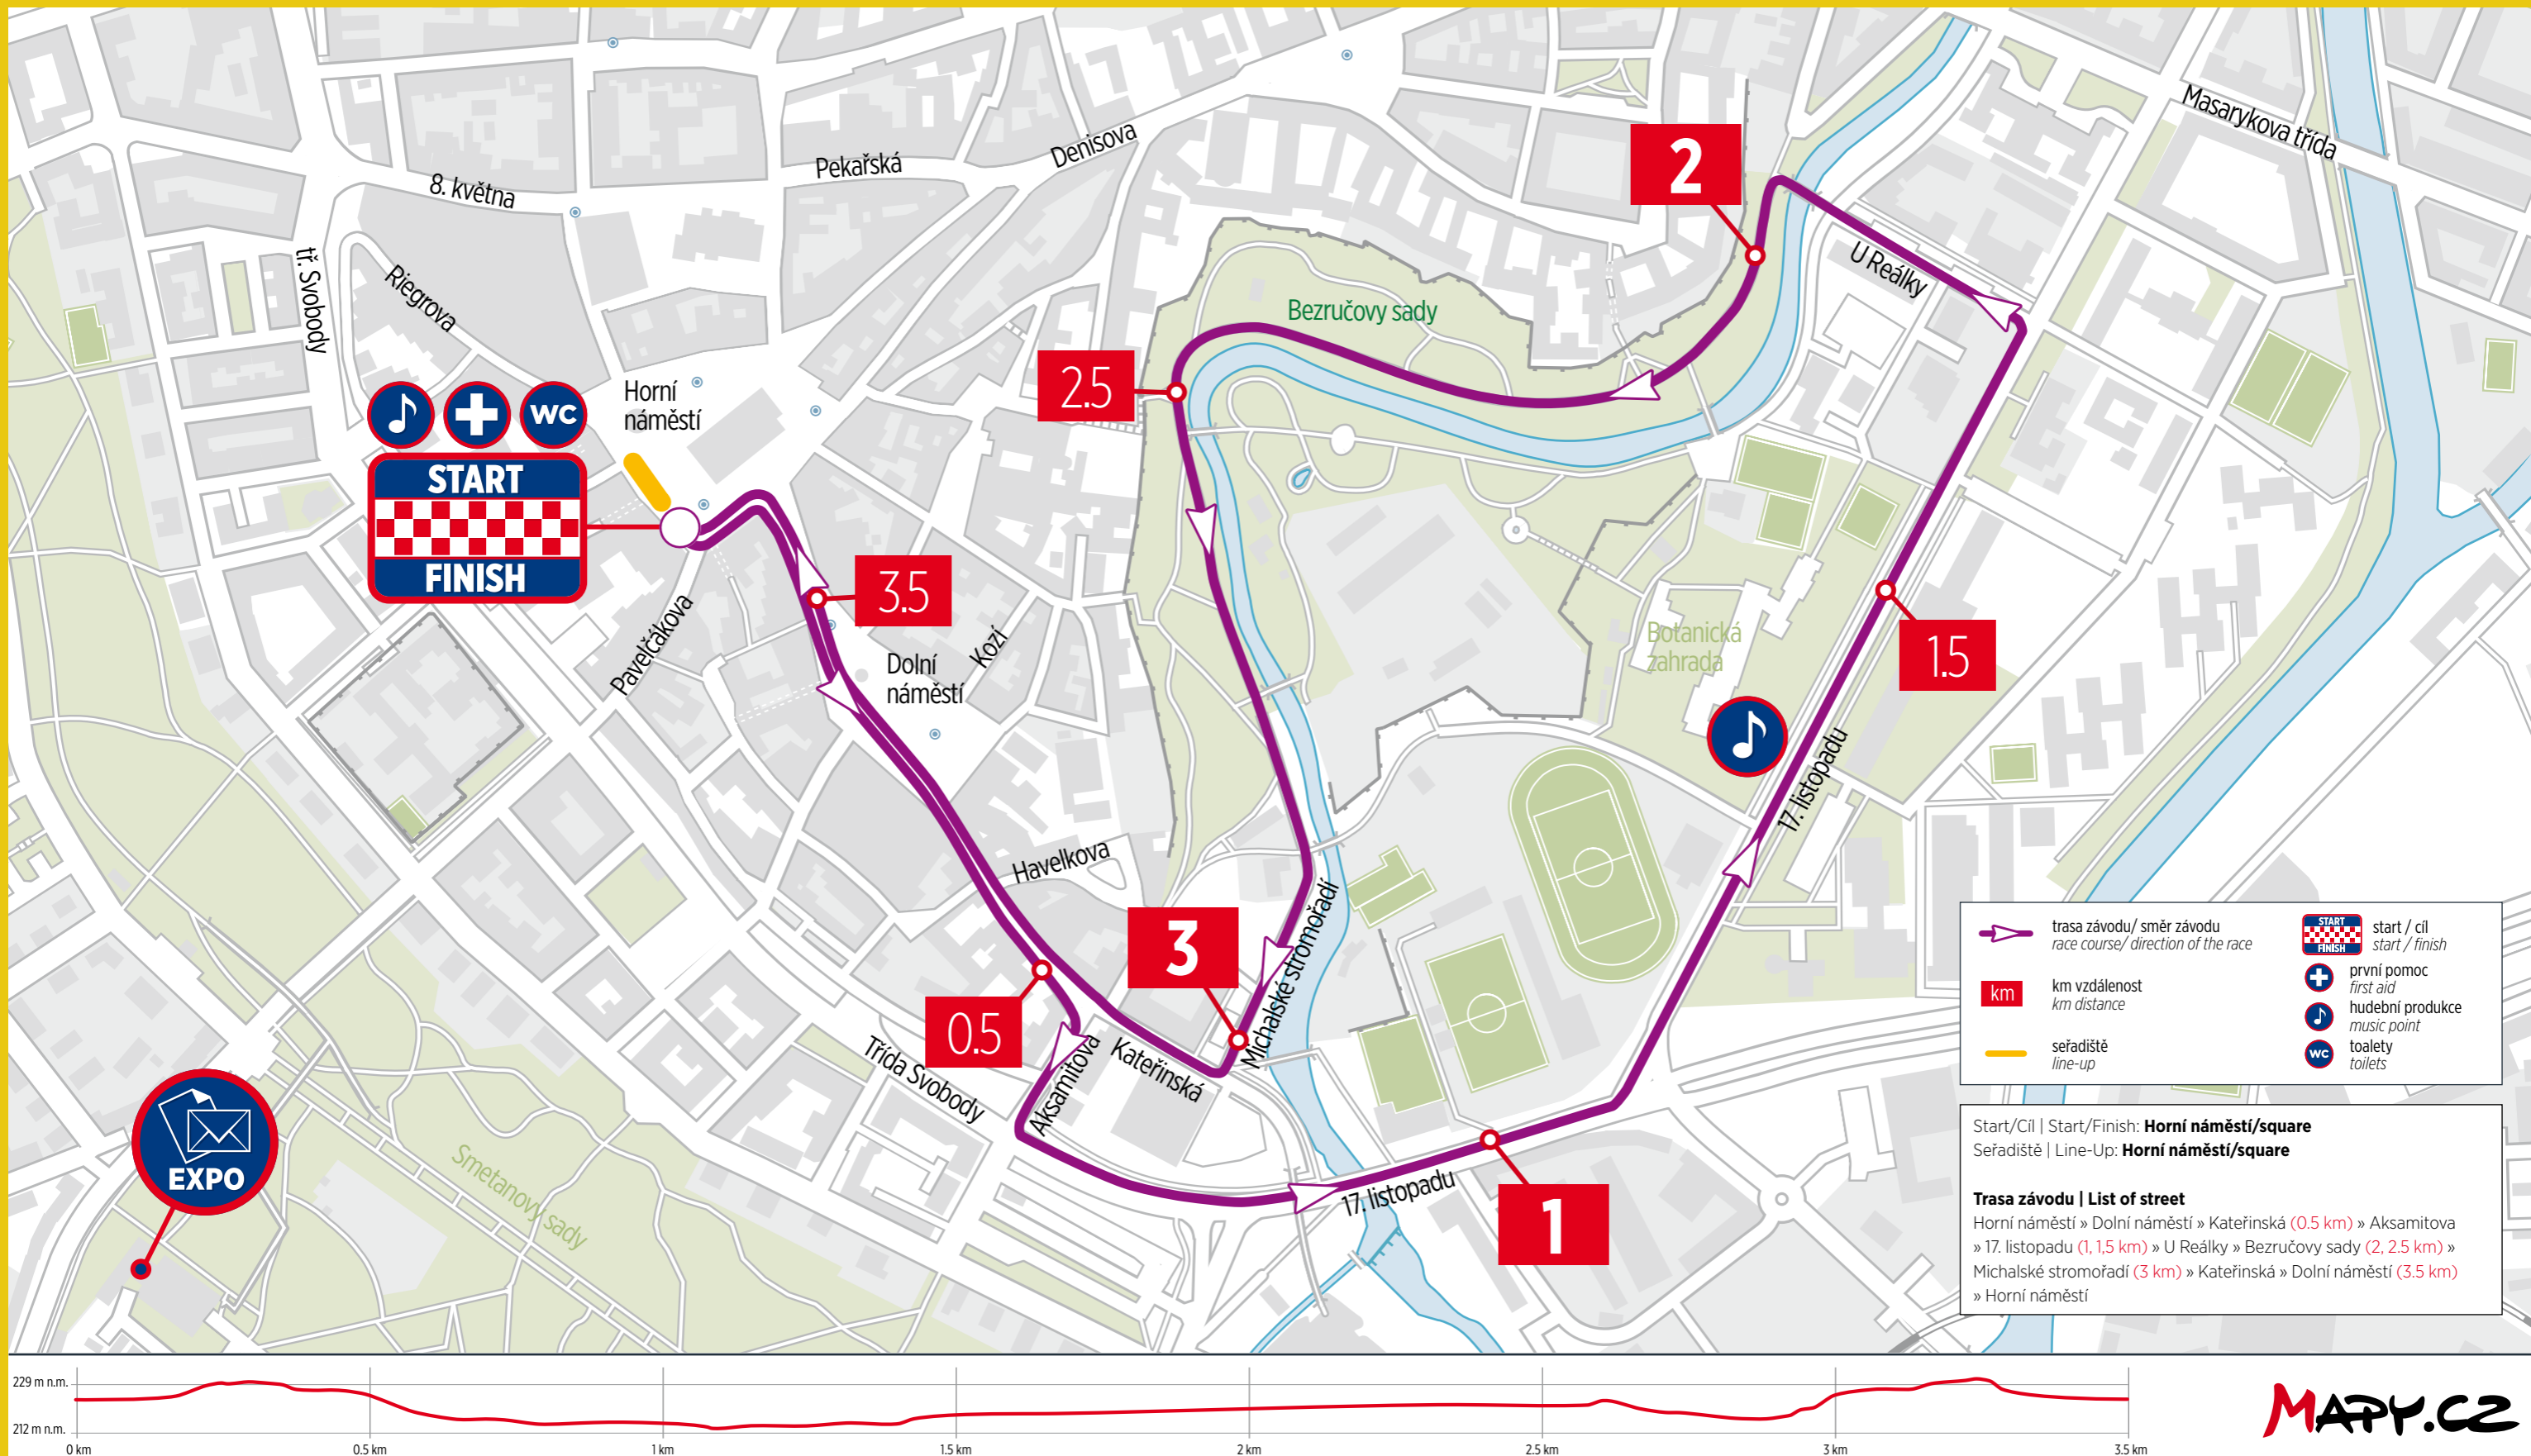 Masarykova třída
Denisova
Pekařská
8. května
2
tř. Svobody
Riegrova
U Reálky
Bezručovy sady
2.5
Horní
náměstí
WC
START
FINISH
3.5
Pavelčákova
Dolní
náměstí
Kozí
Botanická
zahrada
1.5
17. listopadu
Havelkova
3
Michalské stromořadí
0.5
Třída Svobody
Aksamitova
Kateřinská
EXPO
Smetanovy sady
17. listopadu
1
trasa závodu/ směr závodu
race course/ direction of the race
km
km vzdálenost
km distance
seřadiště
line-up
START
FINISH
start / cíl
start / finish
první pomoc
first aid
hudební produkce
music point
WC
toalety
toilets
Start/Cíl | Start/Finish: Horní náměstí/square
Seřadiště | Line-Up: Horní náměstí/square
Trasa závodu | List of street
Horní náměstí » Dolní náměstí » Kateřinská (0.5 km) » Aksamitova
» 17. listopadu (1, 1,5 km) » U Reálky » Bezručovy sady (2, 2.5 km) »
Michalské stromořadí (3 km) » Kateřinská » Dolní náměstí (3.5 km)
» Horní náměstí
229 m n.m.
212 m n.m.
0 km
0.5 km
1 km
1.5 km
2 km
2.5 km
3 km
3.5 km
MAPY.CZ